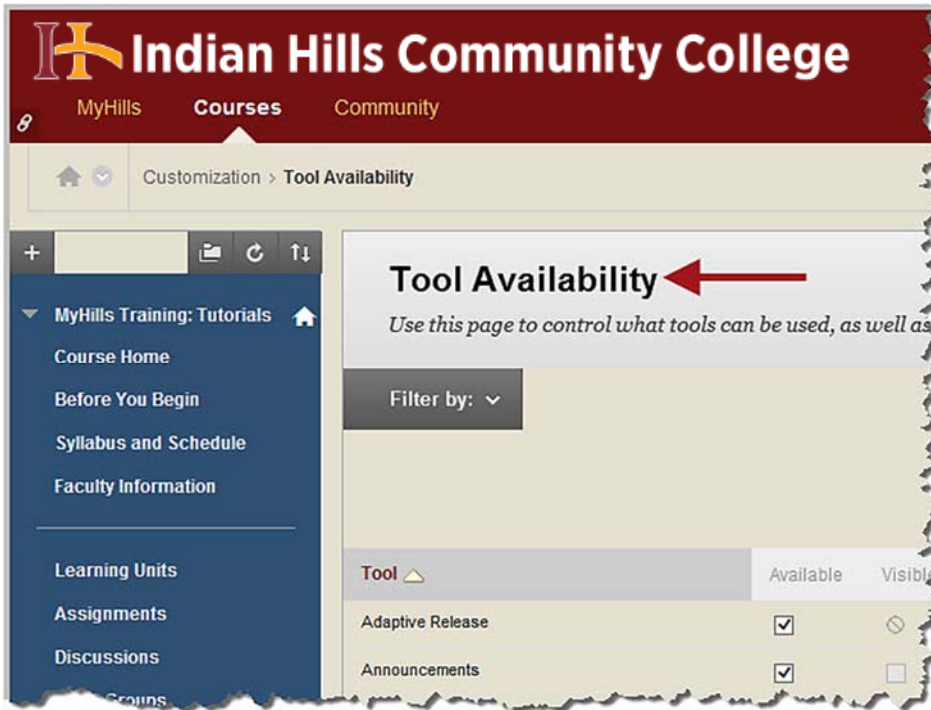 Indian Hills Community College
MyHills Courses Community
Customization > Tool Availability
Tool Availability
Use this page to control what tools can be used, as well as
MyHills Training: Tutorials
Course Home
Before You Begin
Syllabus and Schedule
Faculty Information
Learning Units
Assignments
Discussions
Groups
Filter by:
Tool Available Visible
Adaptive Release
Announcements